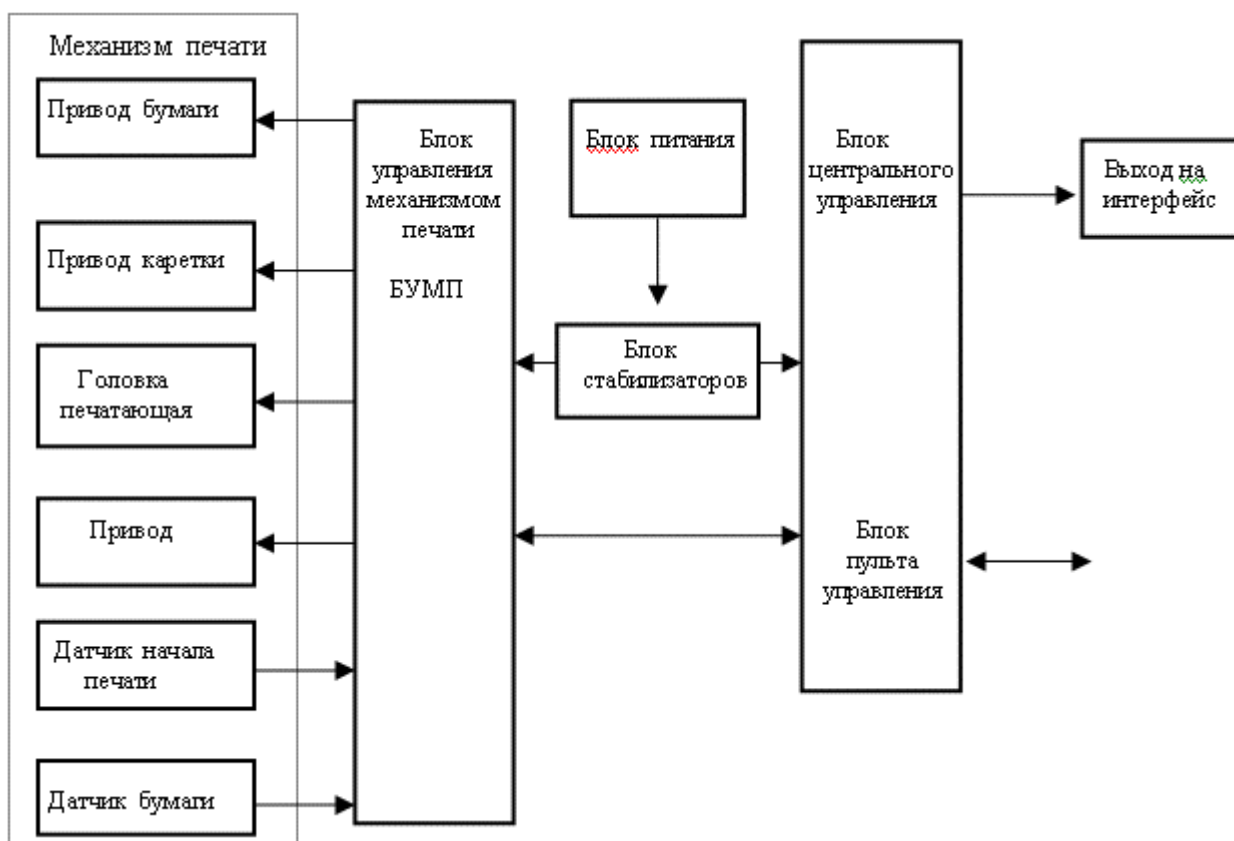 Механизм печати
Привод бумаги
Привод каретки
Головка
печатающая
Привод
Датчик начала
печати
Датчик бумаги
Блок
управления
механизмом
печати
БУМП
Блок питания
Блок
стабилизаторов
Блок
центрального
управления
Блок
пульта
управления
Выход на
интерфейс